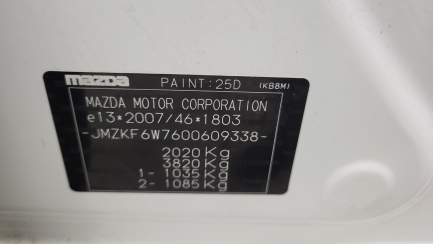 mazda PAINT: 25D (KB8M)
MAZDA MOTOR CORPORATION
e13*2007/46*1803
-JMZKF6W7600609338-
2020 Kg
3820 Kg
1- 1035 Kg
2- 1085 Kg